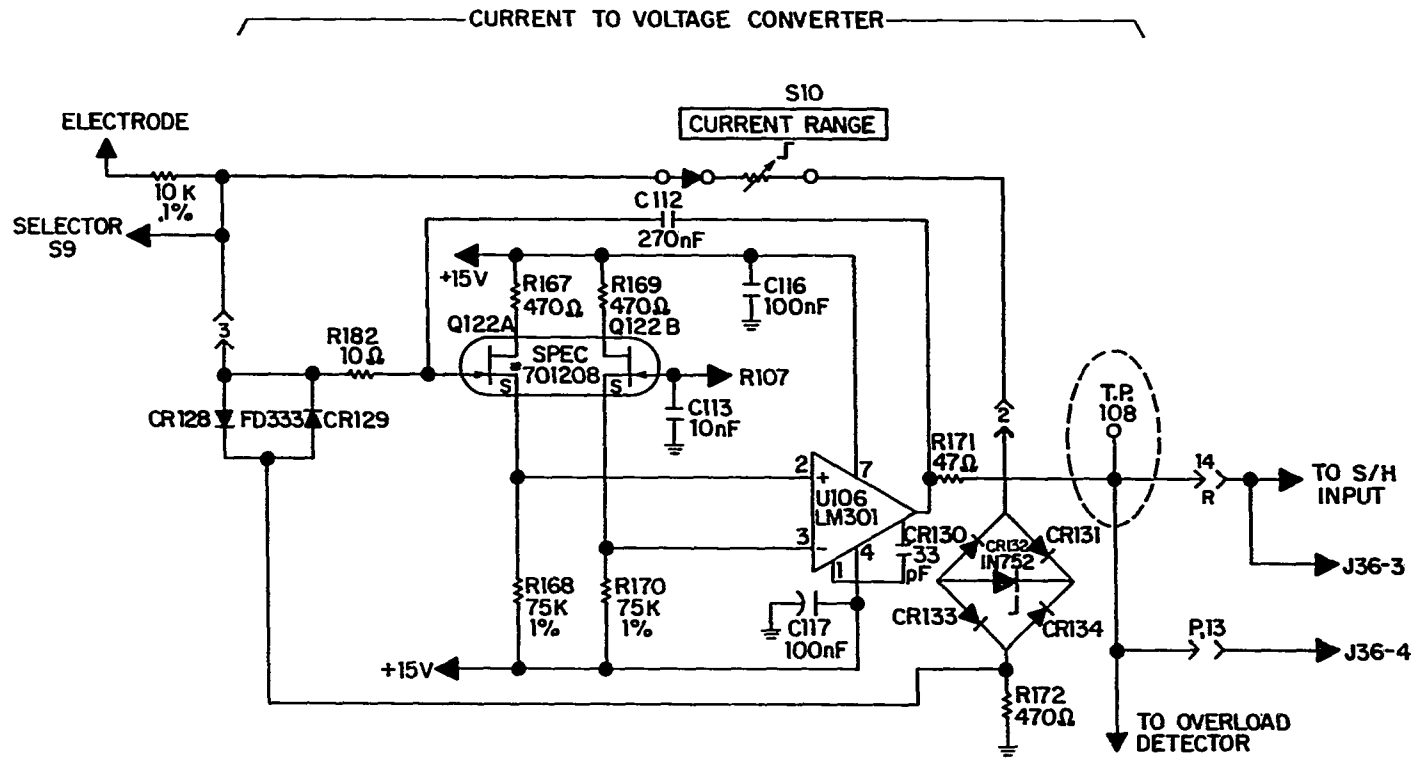 CURRENT TO VOLTAGE CONVERTER
S10
CURRENT RANGE
ELECTRODE
10 K
.1%
SELECTOR
S9
C112
270nF
+15V
R167
470Ω
R169
470Ω
C116
100nF
3
R182
10Ω
Q122A
Q122B
SPEC
701208
S
S
R107
C113
10nF
CR128
FD333
CR129
T.P.
108
2
R171
47Ω
14
R
TO S/H
INPUT
2
+
7
U106
LM301
3
-
4
1
33
pF
CR130
CR131
CR132
IN752
CR133
CR134
J36-3
R168
75K
1%
R170
75K
1%
C117
100nF
P,13
J36-4
+15V
R172
470Ω
TO OVERLOAD
DETECTOR